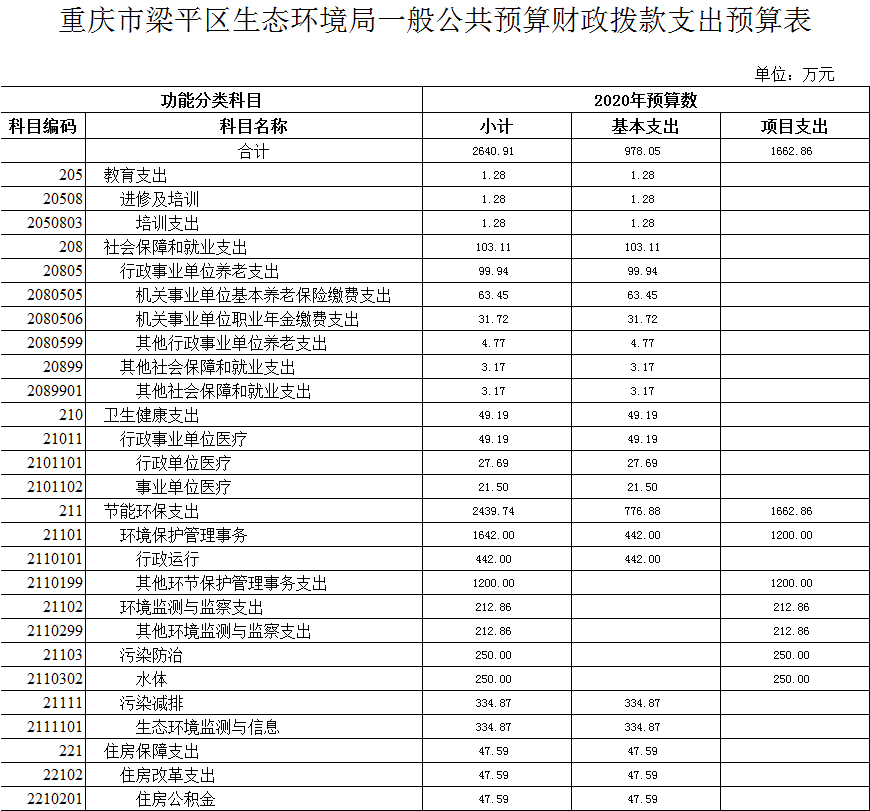 重庆市梁平区生态环境局一般公共预算财政拨款支出预算表
单位：万元
功能分类科目 2020年预算数
科目编码 科目名称 小计 基本支出 项目支出
合计 2640.91 978.05 1662.86
205 教育支出 1.28 1.28
20508 进修及培训 1.28 1.28
2050803 培训支出 1.28 1.28
208 社会保障和就业支出 103.11 103.11
20805 行政事业单位养老支出 99.94 99.94
2080505 机关事业单位基本养老保险缴费支出 63.45 63.45
2080506 机关事业单位职业年金缴费支出 31.72 31.72
2080599 其他行政事业单位养老支出 4.77 4.77
20899 其他社会保障和就业支出 3.17 3.17
2089901 其他社会保障和就业支出 3.17 3.17
210 卫生健康支出 49.19 49.19
21011 行政事业单位医疗 49.19 49.19
2101101 行政单位医疗 27.69 27.69
2101102 事业单位医疗 21.50 21.50
211 节能环保支出 2439.74 776.88 1662.86
21101 环境保护管理事务 1642.00 442.00 1200.00
2110101 行政运行 442.00 442.00
2110199 其他环节保护管理事务支出 1200.00 1200.00
21102 环境监测与监察支出 212.86 212.86
2110299 其他环境监测与监察支出 212.86 212.86
21103 污染防治 250.00 250.00
2110302 水体 250.00 250.00
21111 污染减排 334.87 334.87
2111101 生态环境监测与信息 334.87 334.87
221 住房保障支出 47.59 47.59
22102 住房改革支出 47.59 47.59
2210201 住房公积金 47.59 47.59